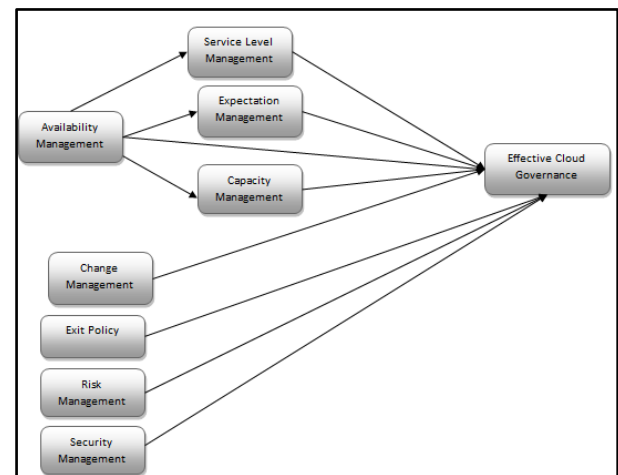 Service Level
Management
Expectation
Management
Availability
Management
Effective Cloud
Governance
Capacity
Management
Change
Management
Exit Policy
Risk
Management
Security
Management